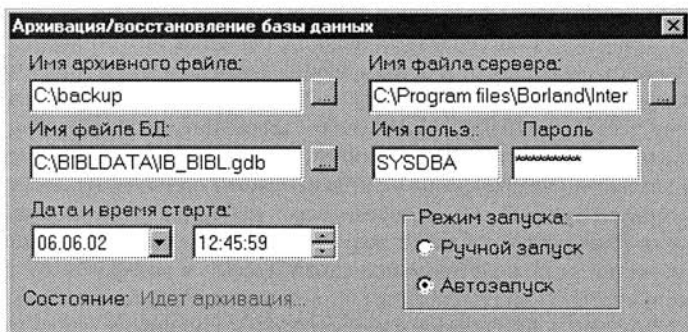 Архивация/восстановление базы данных
Имя архивного файла: Имя файла сервера:
C:\backup ... C:\Program files\Borland\Inter ...
Имя файла БД: Имя польз.: Пароль
C:\BIBLDATA\IB_BIBL.gdb ... SYSDBA *********
Дата и время старта: Режим запуска:
06.06.02 12:45:59 Ручной запуск
Автозапуск
Состояние: Идет архивация...